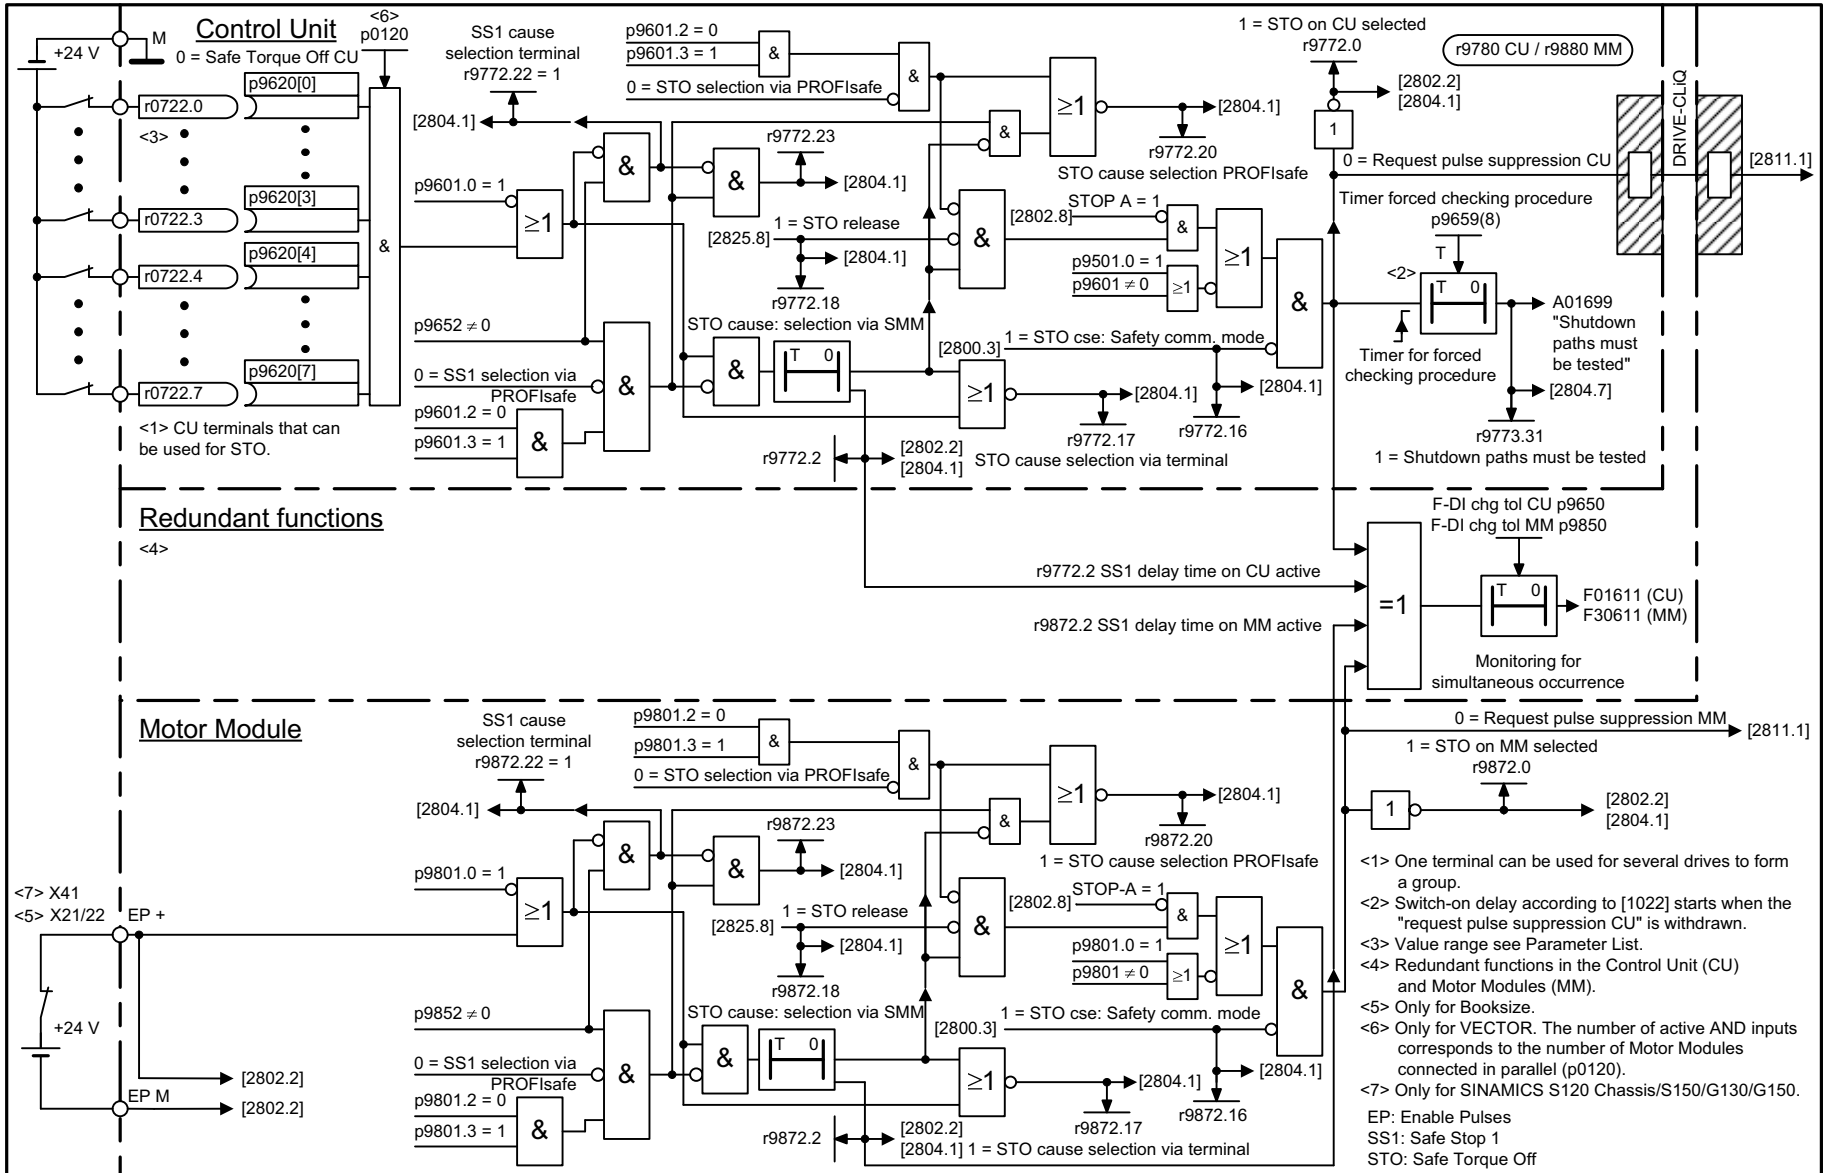 Control Unit
+24 V
M
0 = Safe Torque Off CU
<6>
p0120
p9620[0]
r0722.0
<3>
p9620[3]
r0722.3
p9620[4]
r0722.4
p9620[7]
r0722.7
<1> CU terminals that can
be used for STO.
&
SS1 cause
selection terminal
r9772.22 = 1
[2804.1]
p9601.0 = 1
≥1
&
&
r9772.23
[2804.1]
p9601.2 = 0
p9601.3 = 1
&
0 = STO selection via PROFIsafe
&
&
≥1
[2804.1]
r9772.20
STO cause selection PROFIsafe
1 = STO release
[2825.8]
[2804.1]
r9772.18
&
STOP A = 1
[2802.8]
&
p9501.0 = 1
p9601 ≠ 0
≥1
≥1
&
p9652 ≠ 0
0 = SS1 selection via
PROFIsafe
p9601.2 = 0
p9601.3 = 1
&
&
STO cause: selection via SMM
&
T 0
[2800.3]
1 = STO cse: Safety comm. mode
≥1
[2804.1]
r9772.17
STO cause selection via terminal
[2804.1]
r9772.16
r9772.2
[2802.2]
[2804.1]
1 = STO on CU selected
r9772.0
[2802.2]
[2804.1]
1
r9780 CU / r9880 MM
DRIVE-CLiQ
0 = Request pulse suppression CU
[2811.1]
Timer forced checking procedure
p9659(8)
T
<2>
T 0
Timer for forced
checking procedure
A01699
"Shutdown
paths must
be tested"
[2804.7]
r9773.31
1 = Shutdown paths must be tested
Redundant functions
<4>
F-DI chg tol CU p9650
F-DI chg tol MM p9850
r9772.2 SS1 delay time on CU active
r9872.2 SS1 delay time on MM active
=1
T 0
F01611 (CU)
F30611 (MM)
Monitoring for
simultaneous occurrence
Motor Module
<7> X41
<5> X21/22
EP +
+24 V
EP M
[2802.2]
[2802.2]
SS1 cause
selection terminal
r9872.22 = 1
[2804.1]
p9801.0 = 1
≥1
&
&
r9872.23
[2804.1]
p9801.2 = 0
p9801.3 = 1
&
0 = STO selection via PROFIsafe
&
&
≥1
[2804.1]
r9872.20
1 = STO cause selection PROFIsafe
1 = STO release
[2825.8]
[2804.1]
r9872.18
&
STOP-A = 1
[2802.8]
&
p9801.0 = 1
p9801 ≠ 0
≥1
≥1
&
p9852 ≠ 0
0 = SS1 selection via
PROFIsafe
p9801.2 = 0
p9801.3 = 1
&
&
STO cause: selection via SMM
&
T 0
[2800.3]
1 = STO cse: Safety comm. mode
≥1
[2804.1]
r9872.17
[2804.1]
r9872.16
r9872.2
[2802.2]
[2804.1]
1 = STO cause selection via terminal
0 = Request pulse suppression MM
[2811.1]
1 = STO on MM selected
r9872.0
1
[2802.2]
[2804.1]
<1> One terminal can be used for several drives to form
a group.
<2> Switch-on delay according to [1022] starts when the
"request pulse suppression CU" is withdrawn.
<3> Value range see Parameter List.
<4> Redundant functions in the Control Unit (CU)
and Motor Modules (MM).
<5> Only for Booksize.
<6> Only for VECTOR. The number of active AND inputs
corresponds to the number of Motor Modules
connected in parallel (p0120).
<7> Only for SINAMICS S120 Chassis/S150/G130/G150.
EP: Enable Pulses
SS1: Safe Stop 1
STO: Safe Torque Off